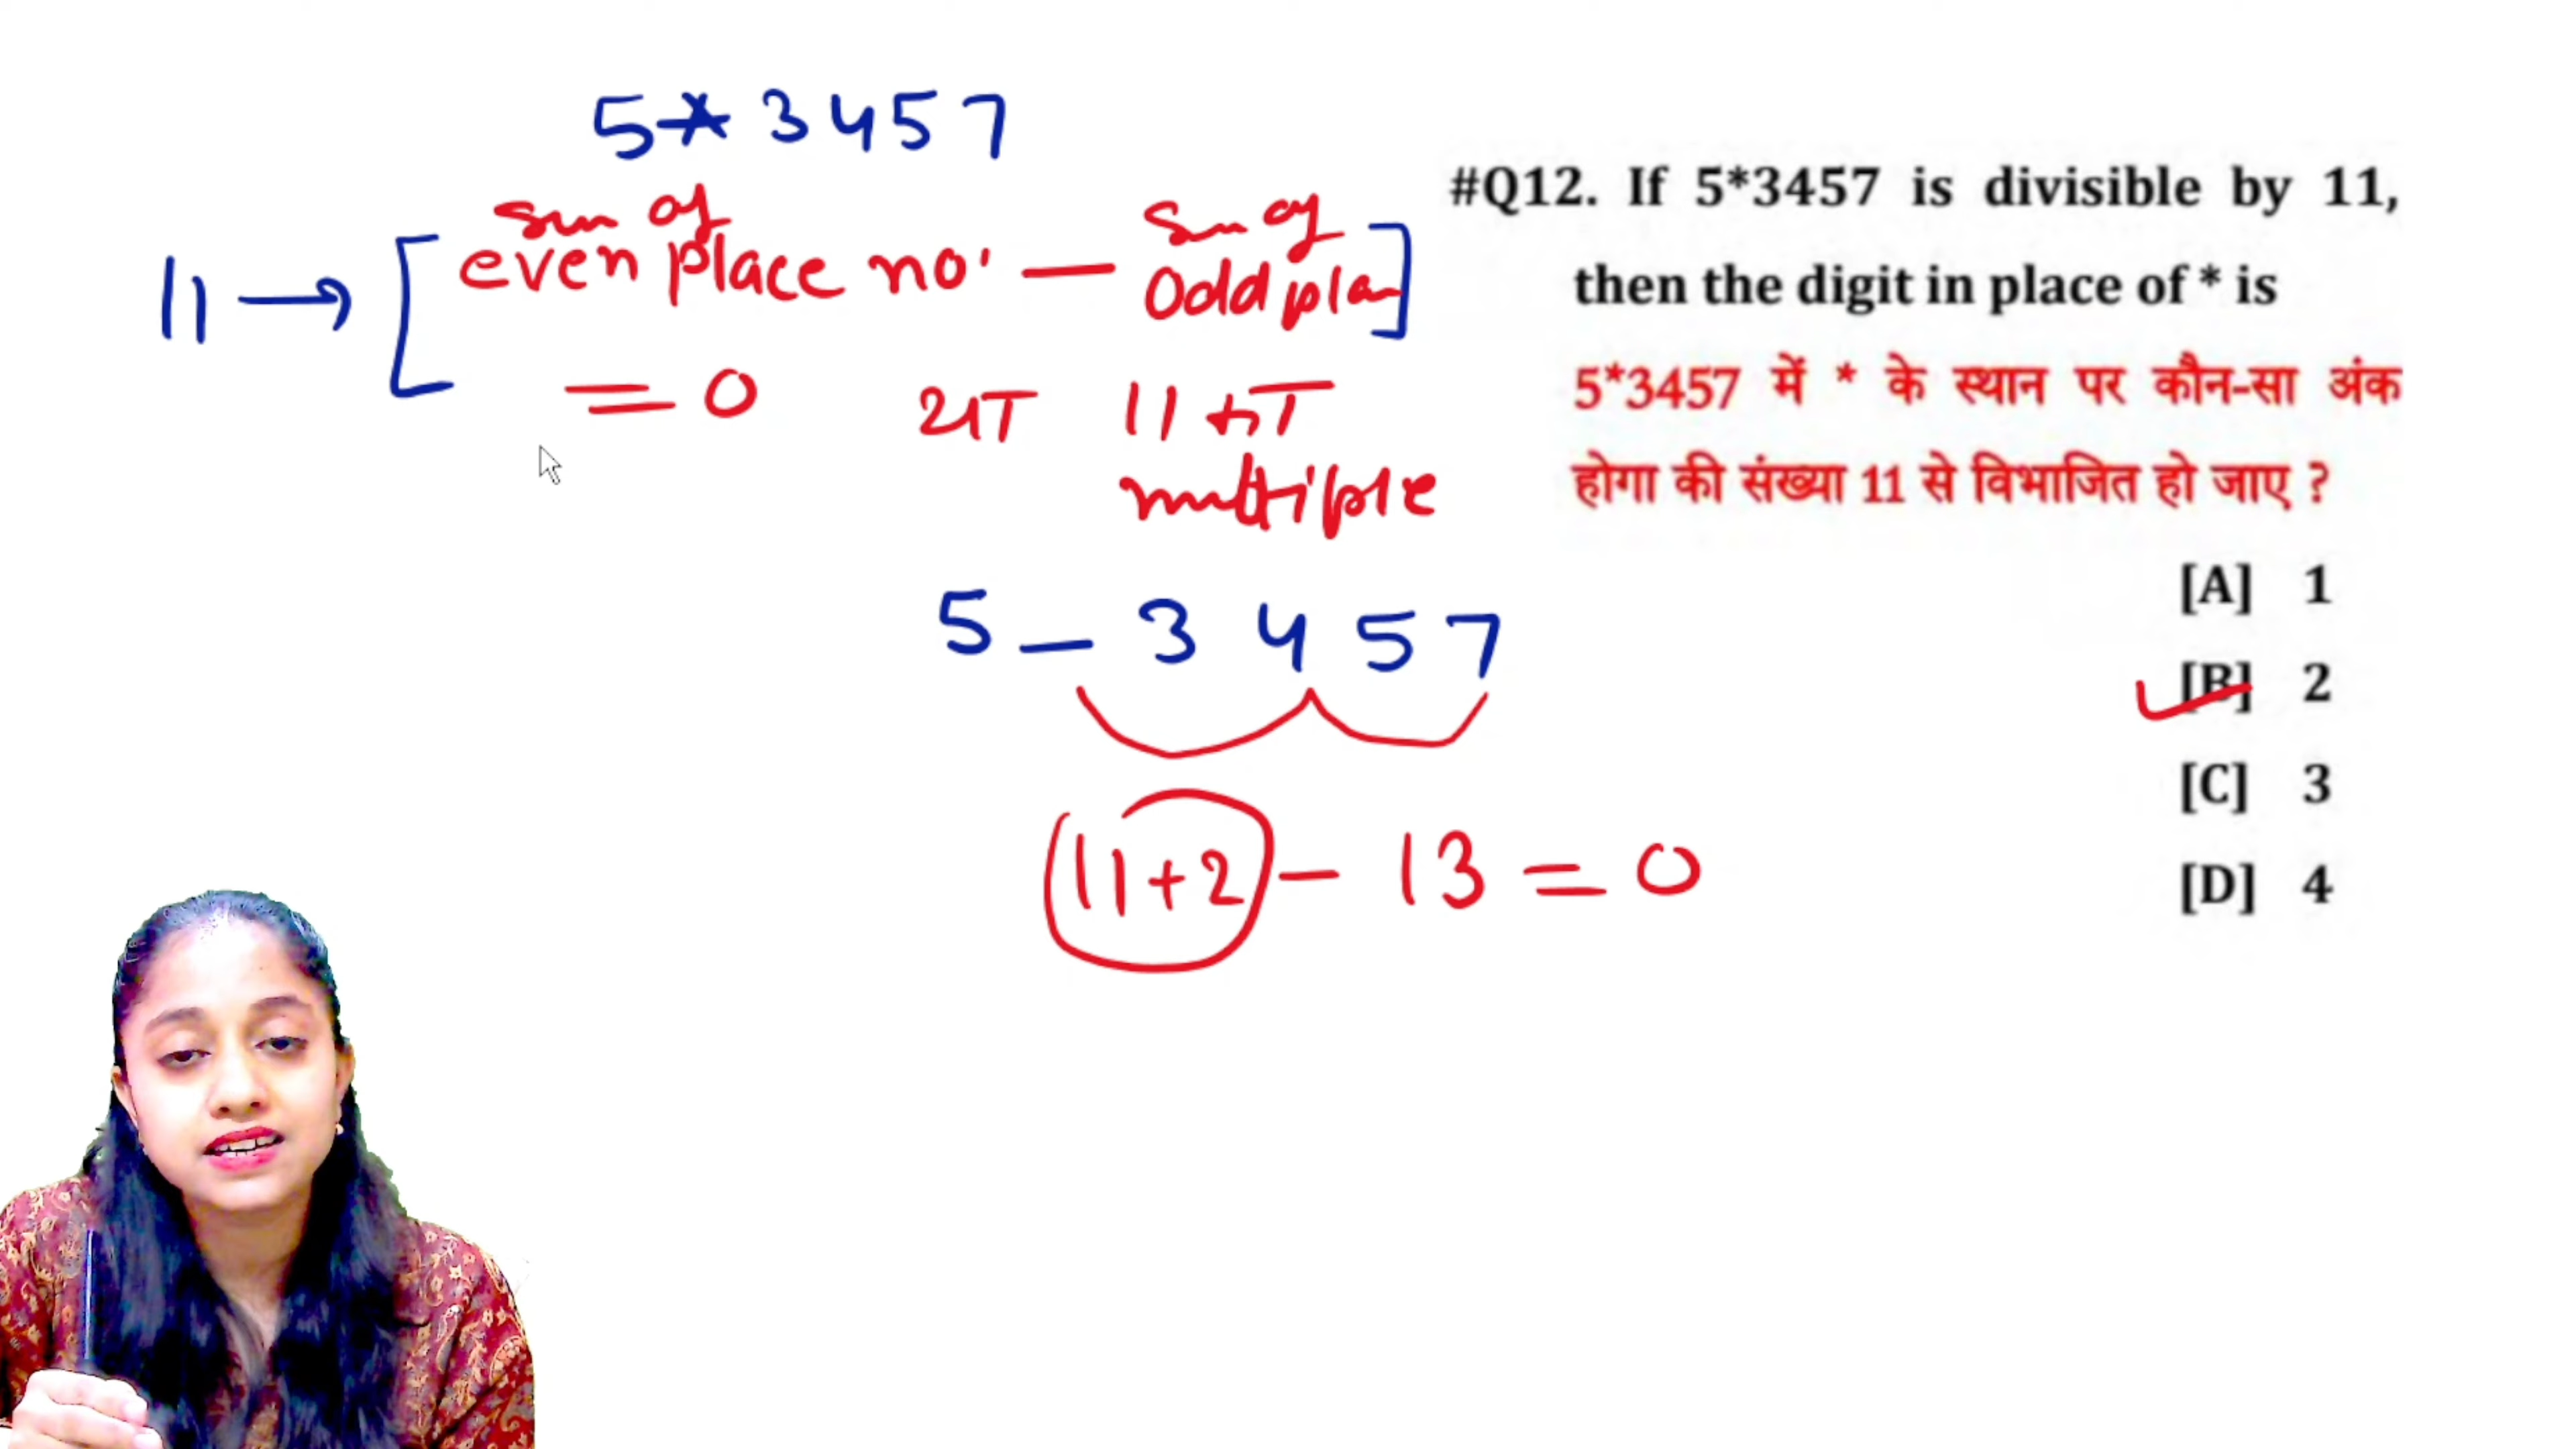 5*3457
sum of
even place no. — sum of
odd plac
11 → [ ]
= 0 या 11 का
multiple
5 _ 3 4 5 7
(11+2) - 13 = 0
#Q12. If 5*3457 is divisible by 11,
then the digit in place of * is
5*3457 में * के स्थान पर कौन-सा अंक
होगा की संख्या 11 से विभाजित हो जाए ?
[A] 1
[B] 2
[C] 3
[D] 4